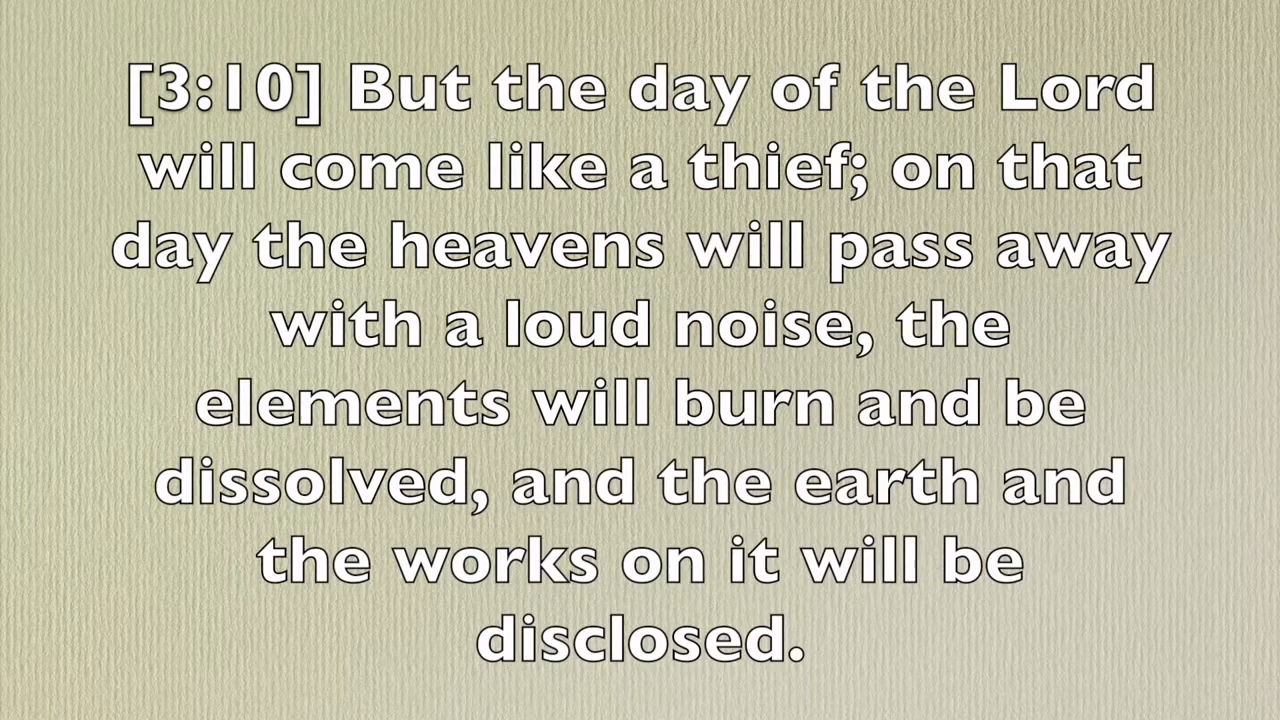 [3:10] But the day of the Lord
will come like a thief; on that
day the heavens will pass away
with a loud noise, the
elements will burn and be
dissolved, and the earth and
the works on it will be
disclosed.